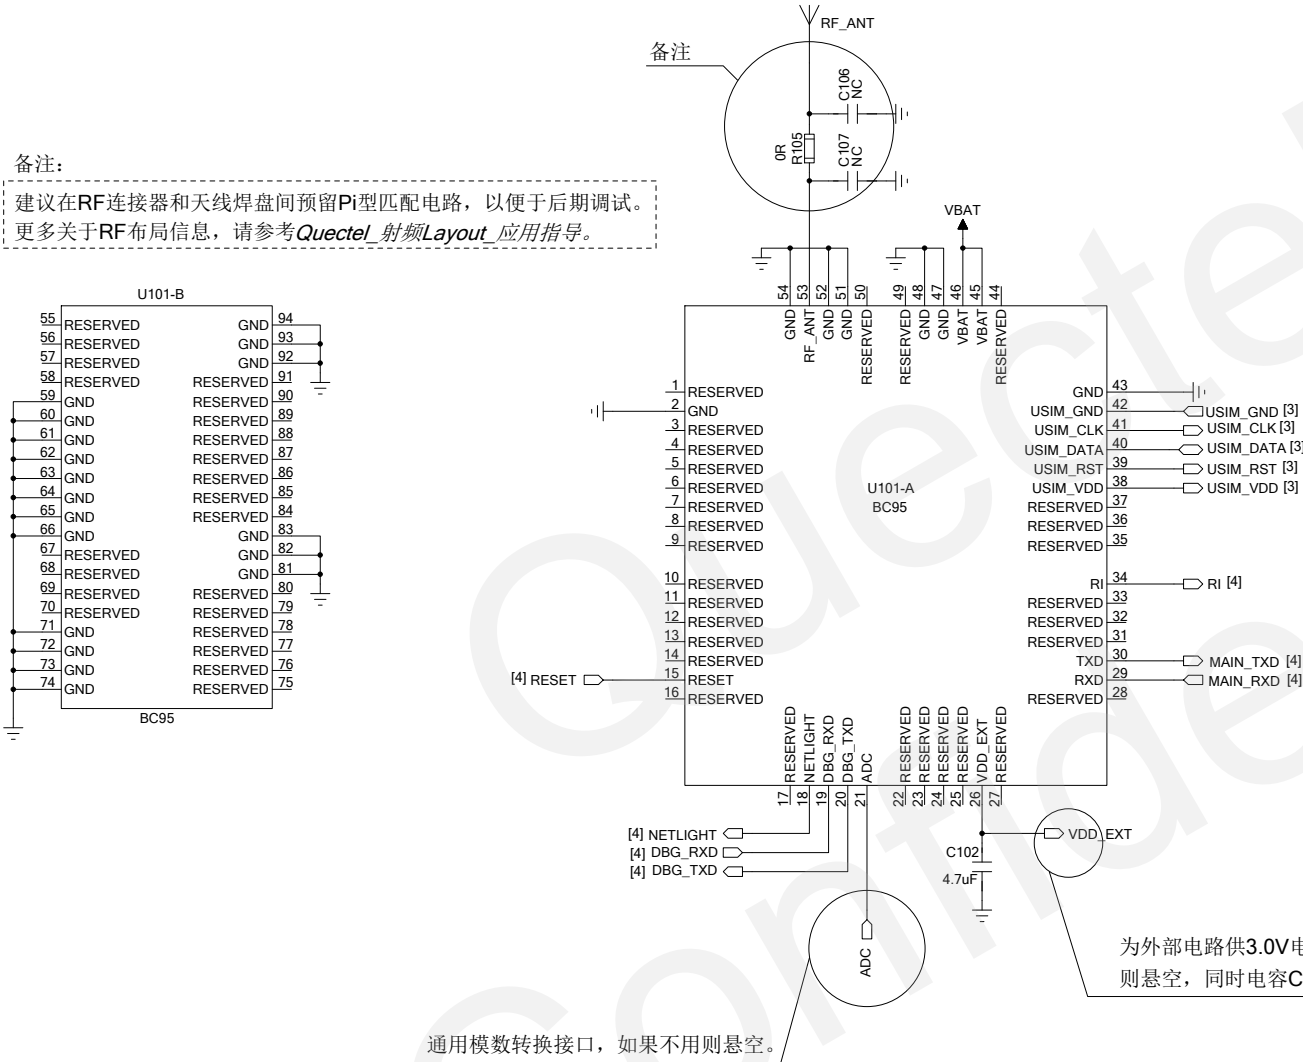 RF_ANT
备注
C106
NC
0R
R105
C107
NC
备注：
建议在RF连接器和天线焊盘间预留Pi型匹配电路，以便于后期调试。
更多关于RF布局信息，请参考Quectel_射频Layout_应用指导。
VBAT
U101-B
55 RESERVED GND 94
56 RESERVED GND 93
57 RESERVED GND 92
58 RESERVED RESERVED 91
59 GND RESERVED 90
60 GND RESERVED 89
61 GND RESERVED 88
62 GND RESERVED 87
63 GND RESERVED 86
64 GND RESERVED 85
65 GND RESERVED 84
66 GND GND 83
67 RESERVED GND 82
68 RESERVED GND 81
69 RESERVED RESERVED 80
70 RESERVED RESERVED 79
71 GND RESERVED 78
72 GND RESERVED 77
73 GND RESERVED 76
74 GND RESERVED 75
BC95
54 GND
53 RF_ANT
52 GND
51 GND
50 RESERVED
49 RESERVED
48 GND
47 GND
46 VBAT
45 VBAT
44 RESERVED
1 RESERVED
2 GND
3 RESERVED
4 RESERVED
5 RESERVED
6 RESERVED
7 RESERVED
8 RESERVED
9 RESERVED
10 RESERVED
11 RESERVED
12 RESERVED
13 RESERVED
14 RESERVED
[4] RESET 15 RESET
16 RESERVED
U101-A
BC95
GND 43
USIM_GND 42 USIM_GND [3]
USIM_CLK 41 USIM_CLK [3]
USIM_DATA 40 USIM_DATA [3]
USIM_RST 39 USIM_RST [3]
USIM_VDD 38 USIM_VDD [3]
RESERVED 37
RESERVED 36
RESERVED 35
RI 34 RI [4]
RESERVED 33
RESERVED 32
RESERVED 31
TXD 30 MAIN_TXD [4]
RXD 29 MAIN_RXD [4]
RESERVED 28
17 RESERVED
18 NETLIGHT
19 DBG_RXD
20 DBG_TXD
21 ADC
22 RESERVED
23 RESERVED
24 RESERVED
25 RESERVED
26 VDD_EXT
27 RESERVED
[4] NETLIGHT
[4] DBG_RXD
[4] DBG_TXD
VDD_EXT
C102
4.7uF
ADC
为外部电路供3.0V电
则悬空，同时电容C
通用模数转换接口，如果不用则悬空。
Quectel
Confide